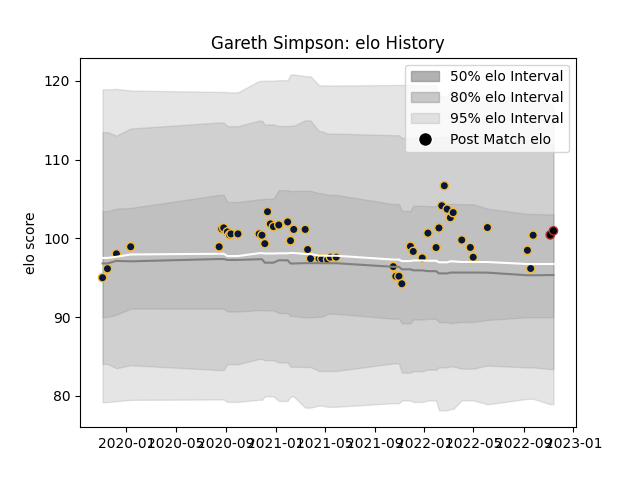 Gareth Simpson: elo History
50% elo Interval
80% elo Interval
95% elo Interval
Post Match elo
elo score
120
110
100
90
80
2020-01 2020-05 2020-09 2021-01 2021-05 2021-09 2022-01 2022-05 2022-09 2023-01